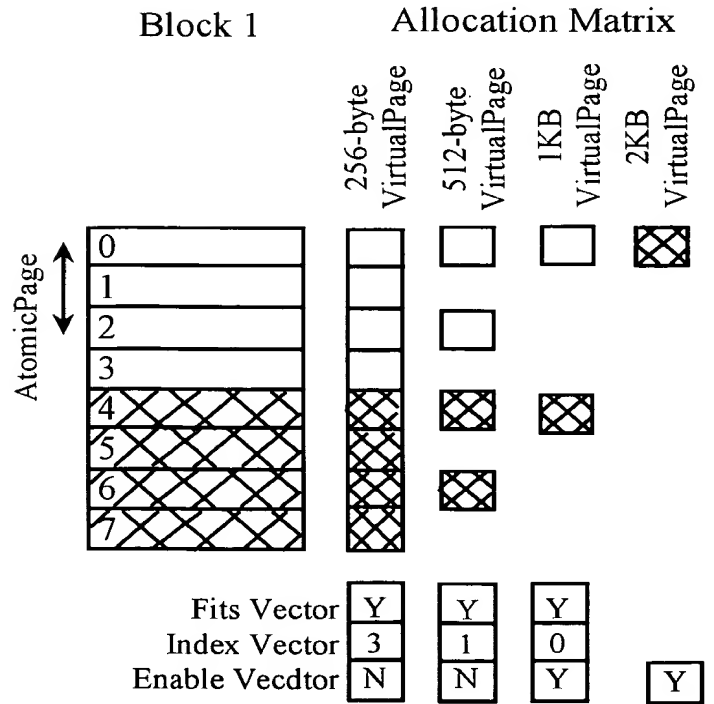 Block 1
Allocation Matrix
256-byte
VirtualPage
512-byte
VirtualPage
1KB
VirtualPage
2KB
VirtualPage
AtomicPage
0
1
2
3
4
5
6
7
Fits Vector Y Y Y
Index Vector 3 1 0
Enable Vecdtor N N Y Y